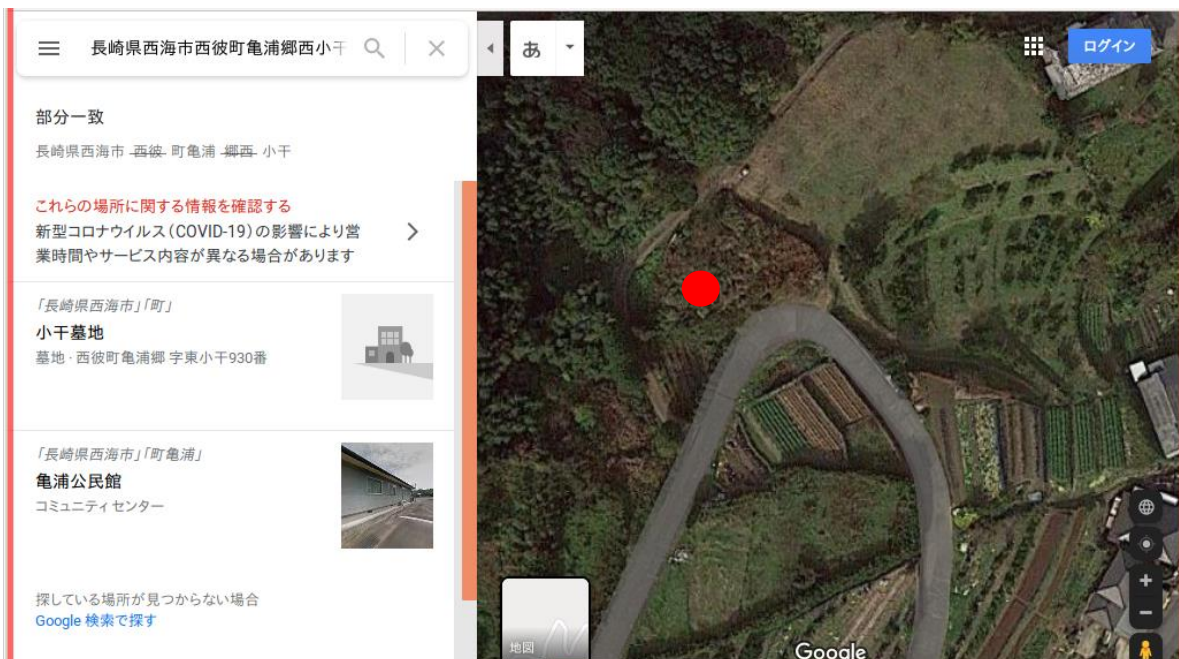 長崎県西海市西彼町亀浦郷西小干
あ
ログイン
部分一致
長崎県西海市 西彼 町亀浦 郷西 小干
これらの場所に関する情報を確認する
新型コロナウイルス(COVID-19)の影響により営
業時間やサービス内容が異なる場合があります
「長崎県西海市」「町」
小干墓地
墓地・西彼町亀浦郷 字東小干930番
「長崎県西海市」「町亀浦」
亀浦公民館
コミュニティ センター
探している場所が見つからない場合
Google 検索で探す
地図
Google